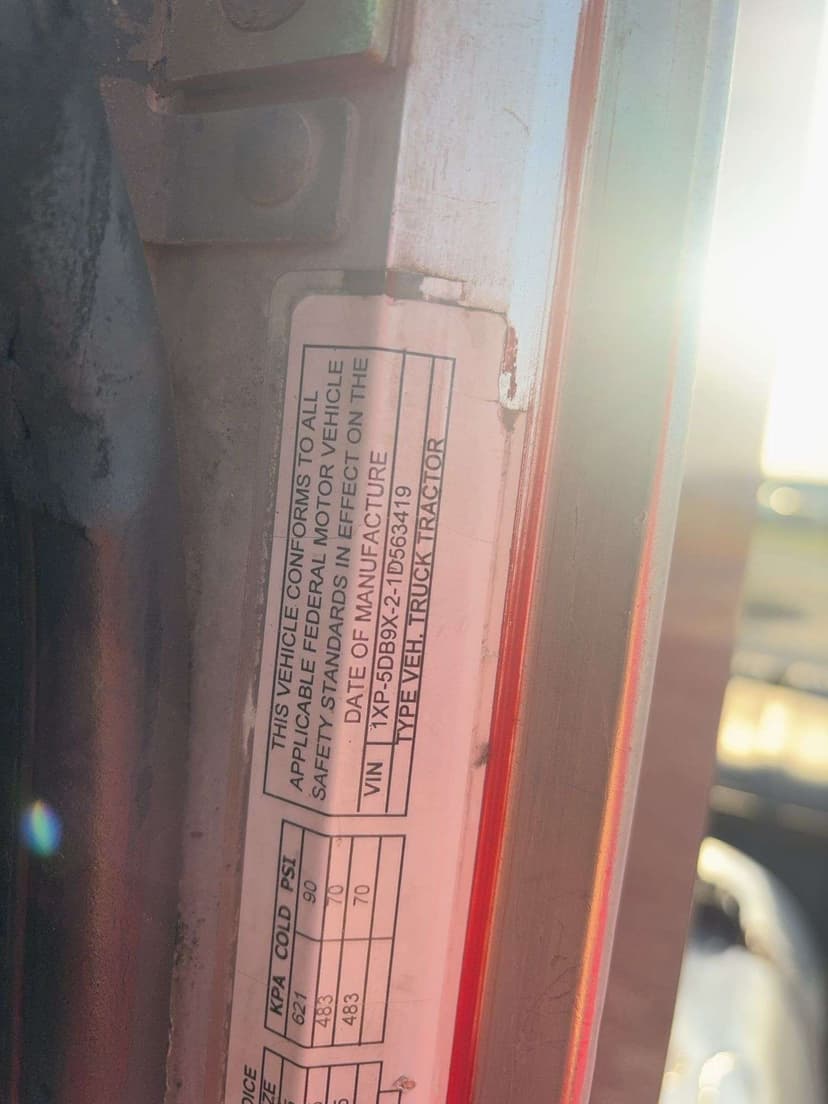 THIS VEHICLE CONFORMS TO ALL
APPLICABLE FEDERAL MOTOR VEHICLE
SAFETY STANDARDS IN EFFECT ON THE
DATE OF MANUFACTURE
VIN 1XP-5DB9X-2-1D563419
TYPE VEH. TRUCK TRACTOR
KPA COLD PSI
621 90
483 70
483 70